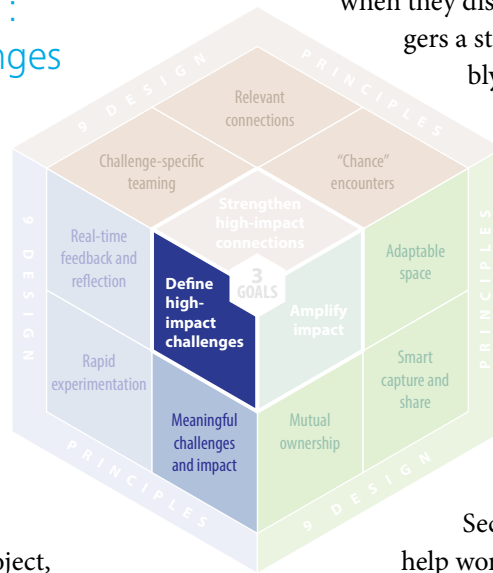 when they dis
nges
gers a st
bly
9 DESIGN PRINCIPLES
Relevant
connections
Challenge-specific
teaming
"Chance"
encounters
Strengthen
high-impact
connections
Real-time
feedback and
reflection
Adaptable
space
3
GOALS
Define
high-
impact
challenges
Amplify
impact
9 DESIGN
PRINCIPLES
Rapid
experimentation
Smart
capture and
share
Meaningful
challenges
and impact
Mutual
ownership
PRINCIPLES
9 DESIGN
Sec
oject,
help wor